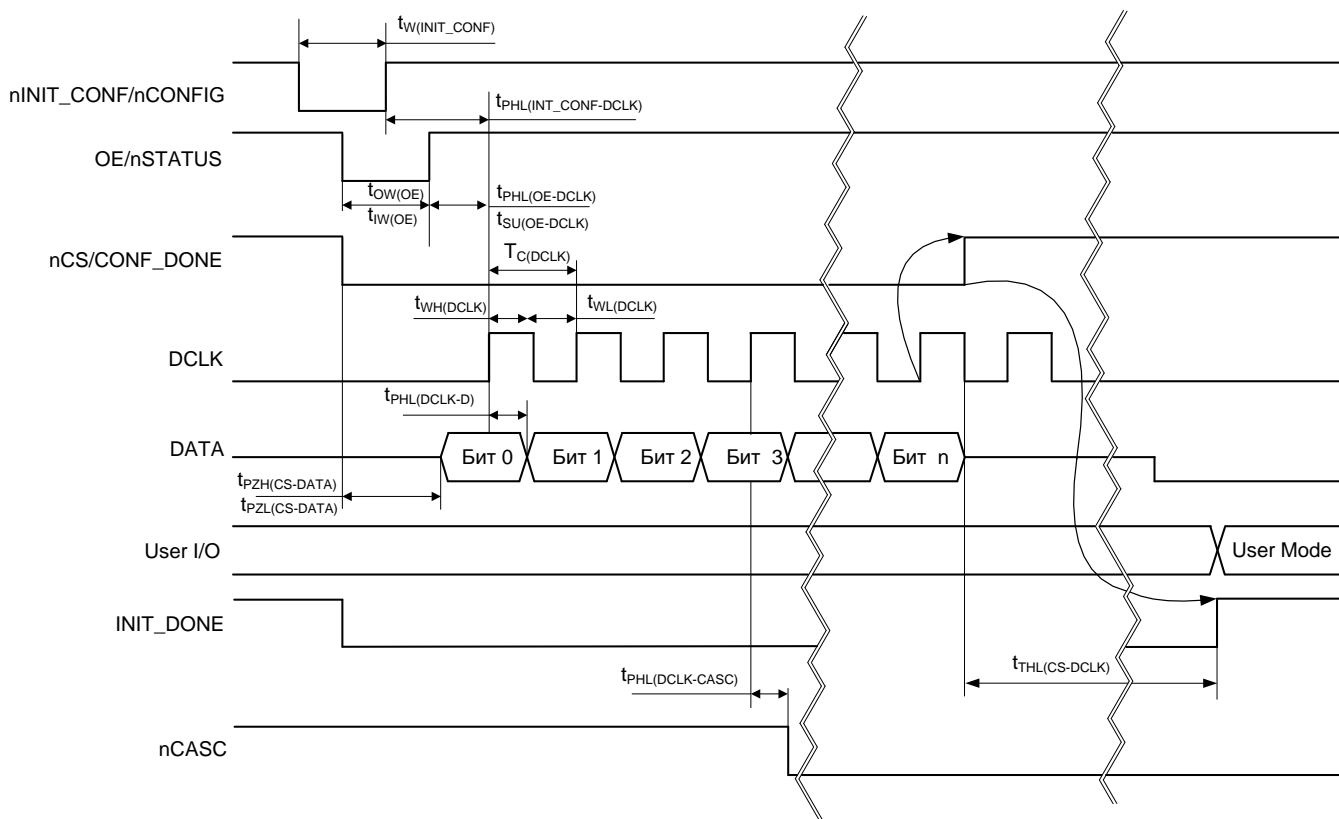 tW(INIT_CONF)
nINIT_CONF/nCONFIG
tPHL(INT_CONF-DCLK)
OE/nSTATUS
tOW(OE)
tIW(OE)
tPHL(OE-DCLK)
tSU(OE-DCLK)
nCS/CONF_DONE
TC(DCLK)
tWH(DCLK)
tWL(DCLK)
DCLK
tPHL(DCLK-D)
DATA
Бит 0
Бит 1
Бит 2
Бит 3
Бит n
tPZH(CS-DATA)
tPZL(CS-DATA)
User I/O
User Mode
INIT_DONE
tPHL(DCLK-CASC)
tTHL(CS-DCLK)
nCASC